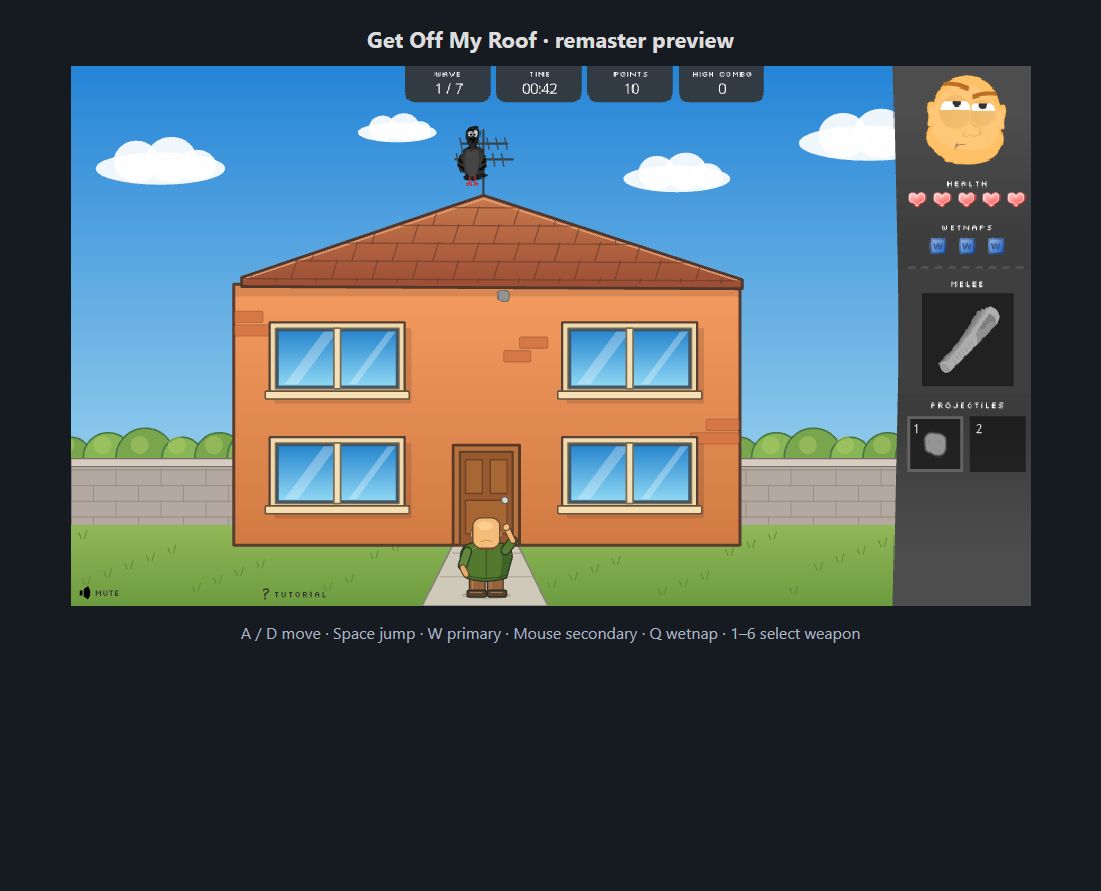 Get Off My Roof · remaster preview
WAVE
1 / 7
TIME
00:42
POINTS
10
HIGH COMBO
0
HEALTH
WETNAPS
W W W
MELEE
PROJECTILES
1 2
MUTE
? TUTORIAL
A / D move · Space jump · W primary · Mouse secondary · Q wetnap · 1–6 select weapon